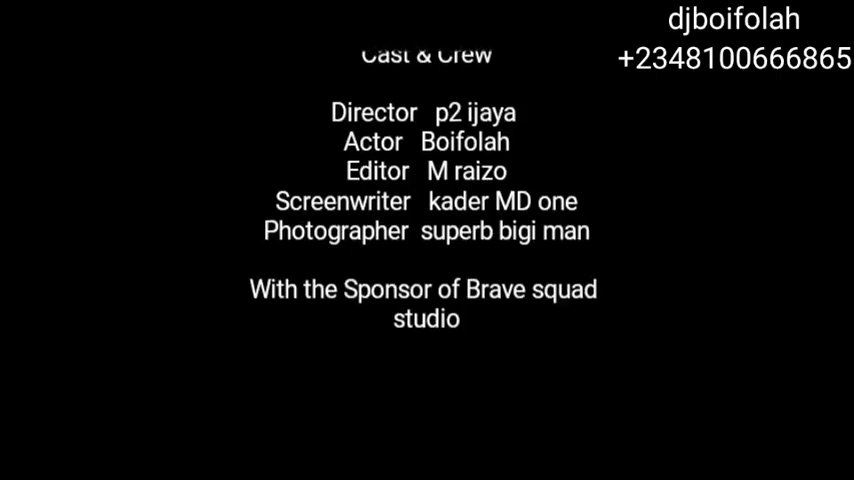 djboifolah
+2348100666865
Cast & Crew
Director p2 ijaya
Actor Boifolah
Editor M raizo
Screenwriter kader MD one
Photographer superb bigi man
With the Sponsor of Brave squad
studio